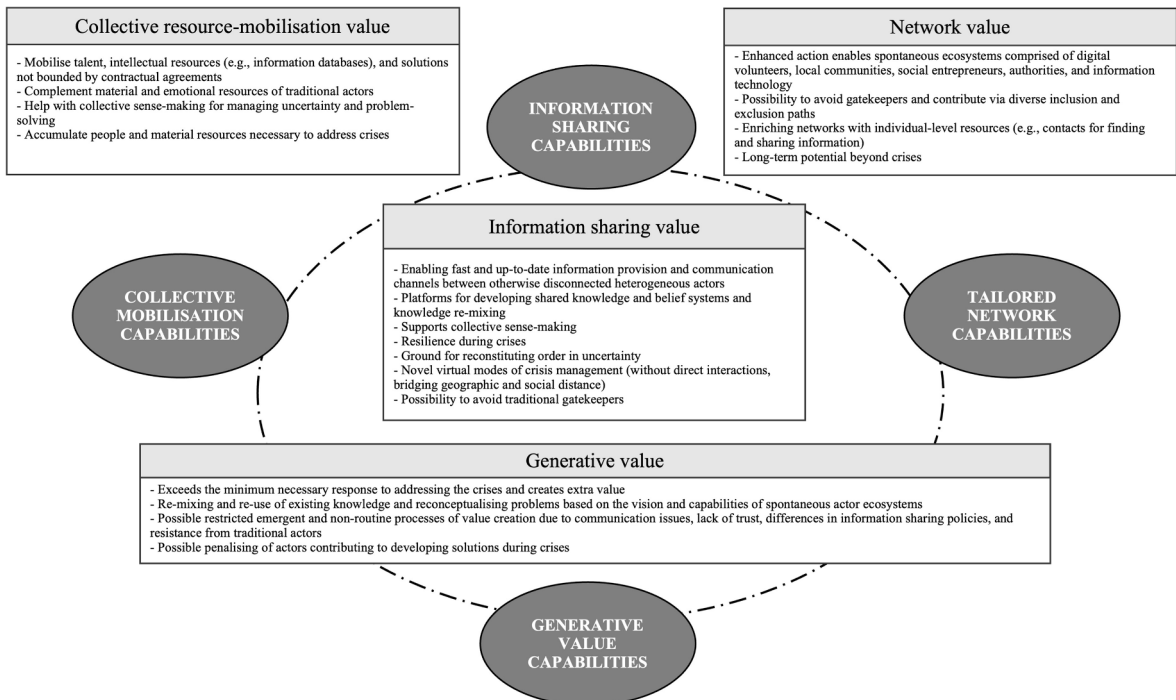 Collective resource-mobilisation value
- Mobilise talent, intellectual resources (e.g., information databases), and solutions
not bounded by contractual agreements
- Complement material and emotional resources of traditional actors
- Help with collective sense-making for managing uncertainty and problem-
solving
- Accumulate people and material resources necessary to address crises
Network value
- Enhanced action enables spontaneous ecosystems comprised of digital
volunteers, local communities, social entrepreneurs, authorities, and information
technology
- Possibility to avoid gatekeepers and contribute via diverse inclusion and
exclusion paths
- Enriching networks with individual-level resources (e.g., contacts for finding
and sharing information)
- Long-term potential beyond crises
INFORMATION
SHARING
CAPABILITIES
Information sharing value
- Enabling fast and up-to-date information provision and communication
channels between otherwise disconnected heterogeneous actors
- Platforms for developing shared knowledge and belief systems and
knowledge re-mixing
- Supports collective sense-making
- Resilience during crises
- Ground for reconstituting order in uncertainty
- Novel virtual modes of crisis management (without direct interactions,
bridging geographic and social distance)
- Possibility to avoid traditional gatekeepers
COLLECTIVE
MOBILISATION
CAPABILITIES
TAILORED
NETWORK
CAPABILITIES
Generative value
- Exceeds the minimum necessary response to addressing the crises and creates extra value
- Re-mixing and re-use of existing knowledge and reconceptualising problems based on the vision and capabilities of spontaneous actor ecosystems
- Possible restricted emergent and non-routine processes of value creation due to communication issues, lack of trust, differences in information sharing policies, and
resistance from traditional actors
- Possible penalising of actors contributing to developing solutions during crises
GENERATIVE
VALUE
CAPABILITIES